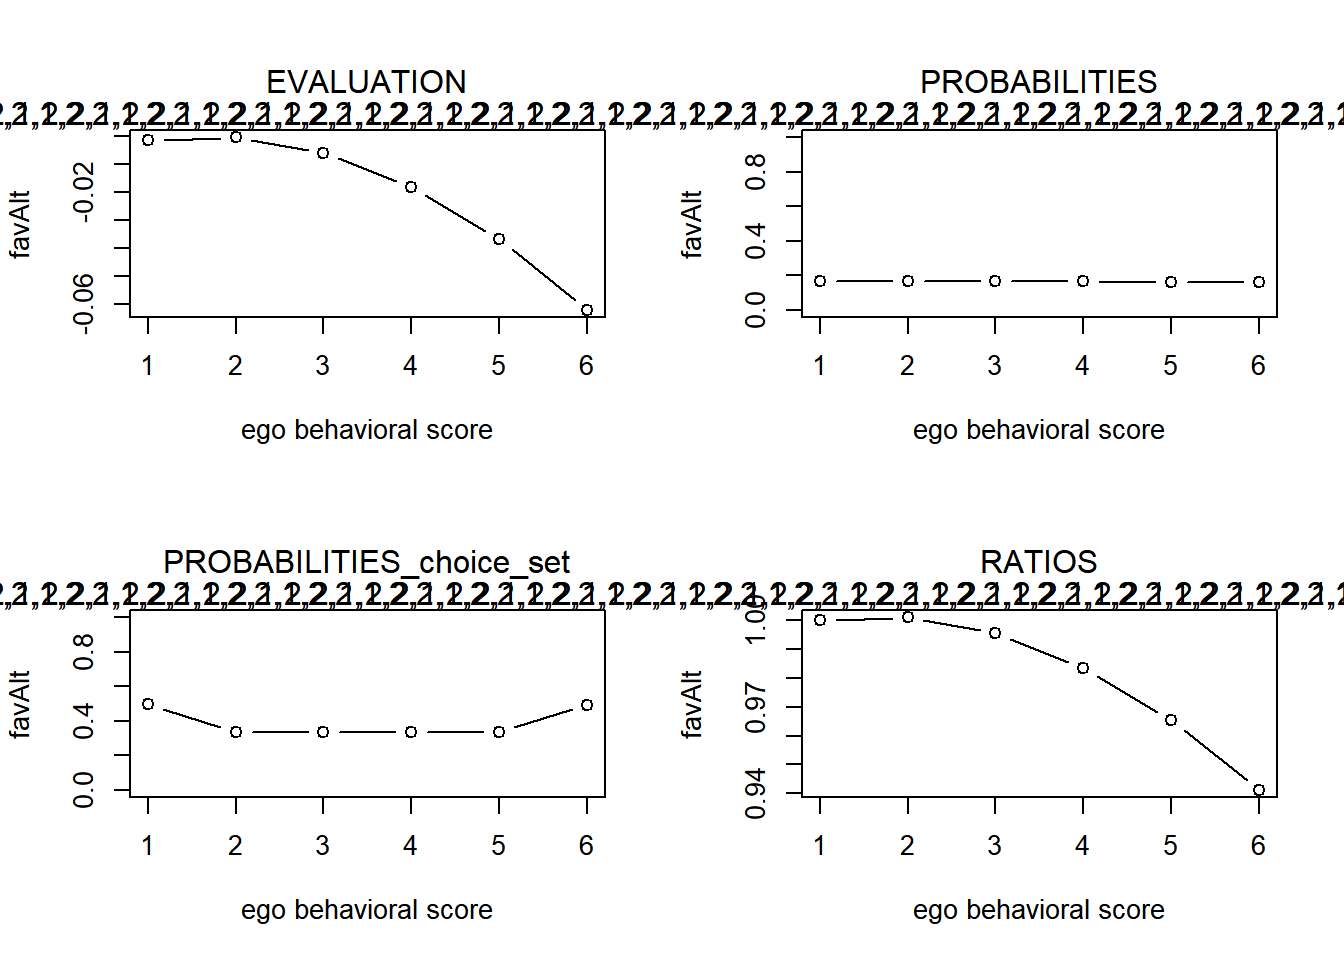 EVALUATION
favAlt
-0.02
-0.06
1 2 3 4 5 6
ego behavioral score
PROBABILITIES
favAlt
0.8
0.4
0.0
1 2 3 4 5 6
ego behavioral score
PROBABILITIES_choice_set
favAlt
0.8
0.4
0.0
1 2 3 4 5 6
ego behavioral score
RATIOS
favAlt
1.00
0.97
0.94
1 2 3 4 5 6
ego behavioral score